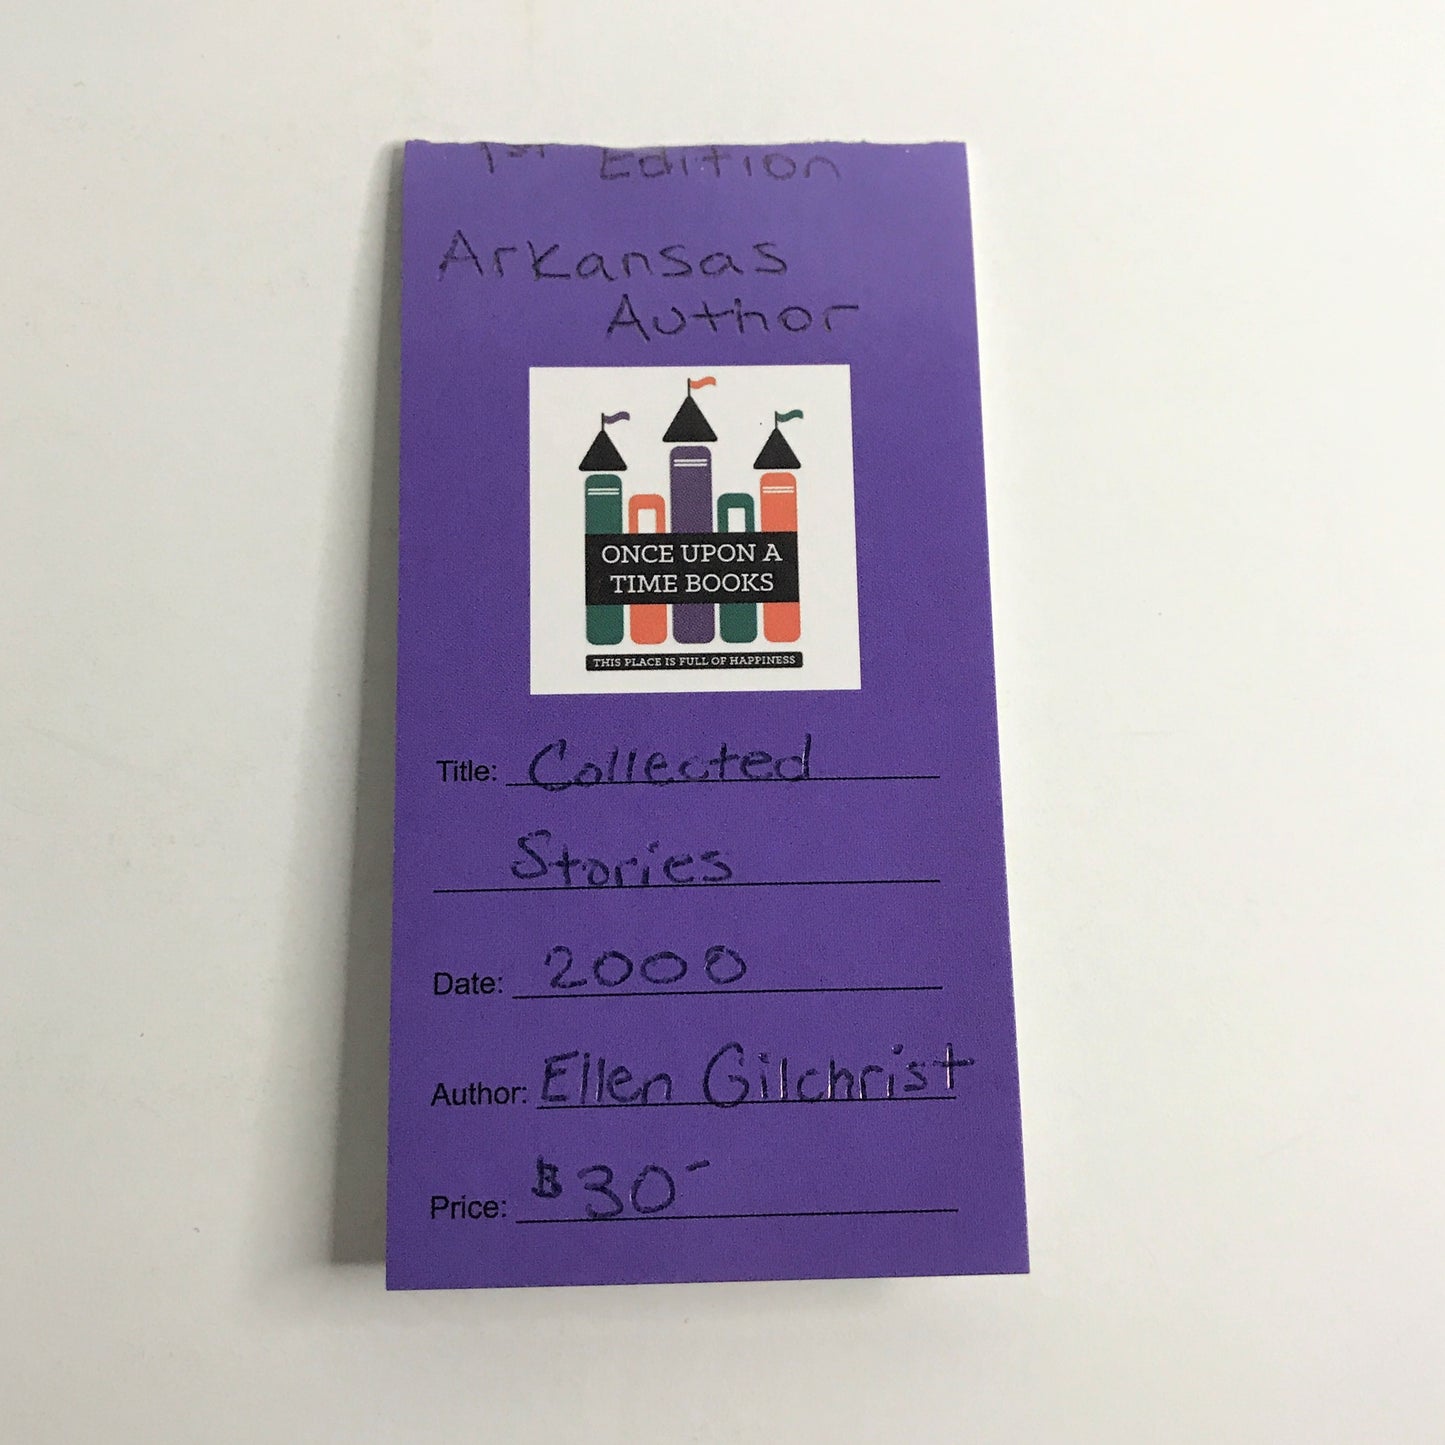 1st Edition
Arkansas
Author
ONCE UPON A
TIME BOOKS
THIS PLACE IS FULL OF HAPPINESS
Title: Collected
Stories
Date: 2000
Author: Ellen Gilchrist
Price: $30-